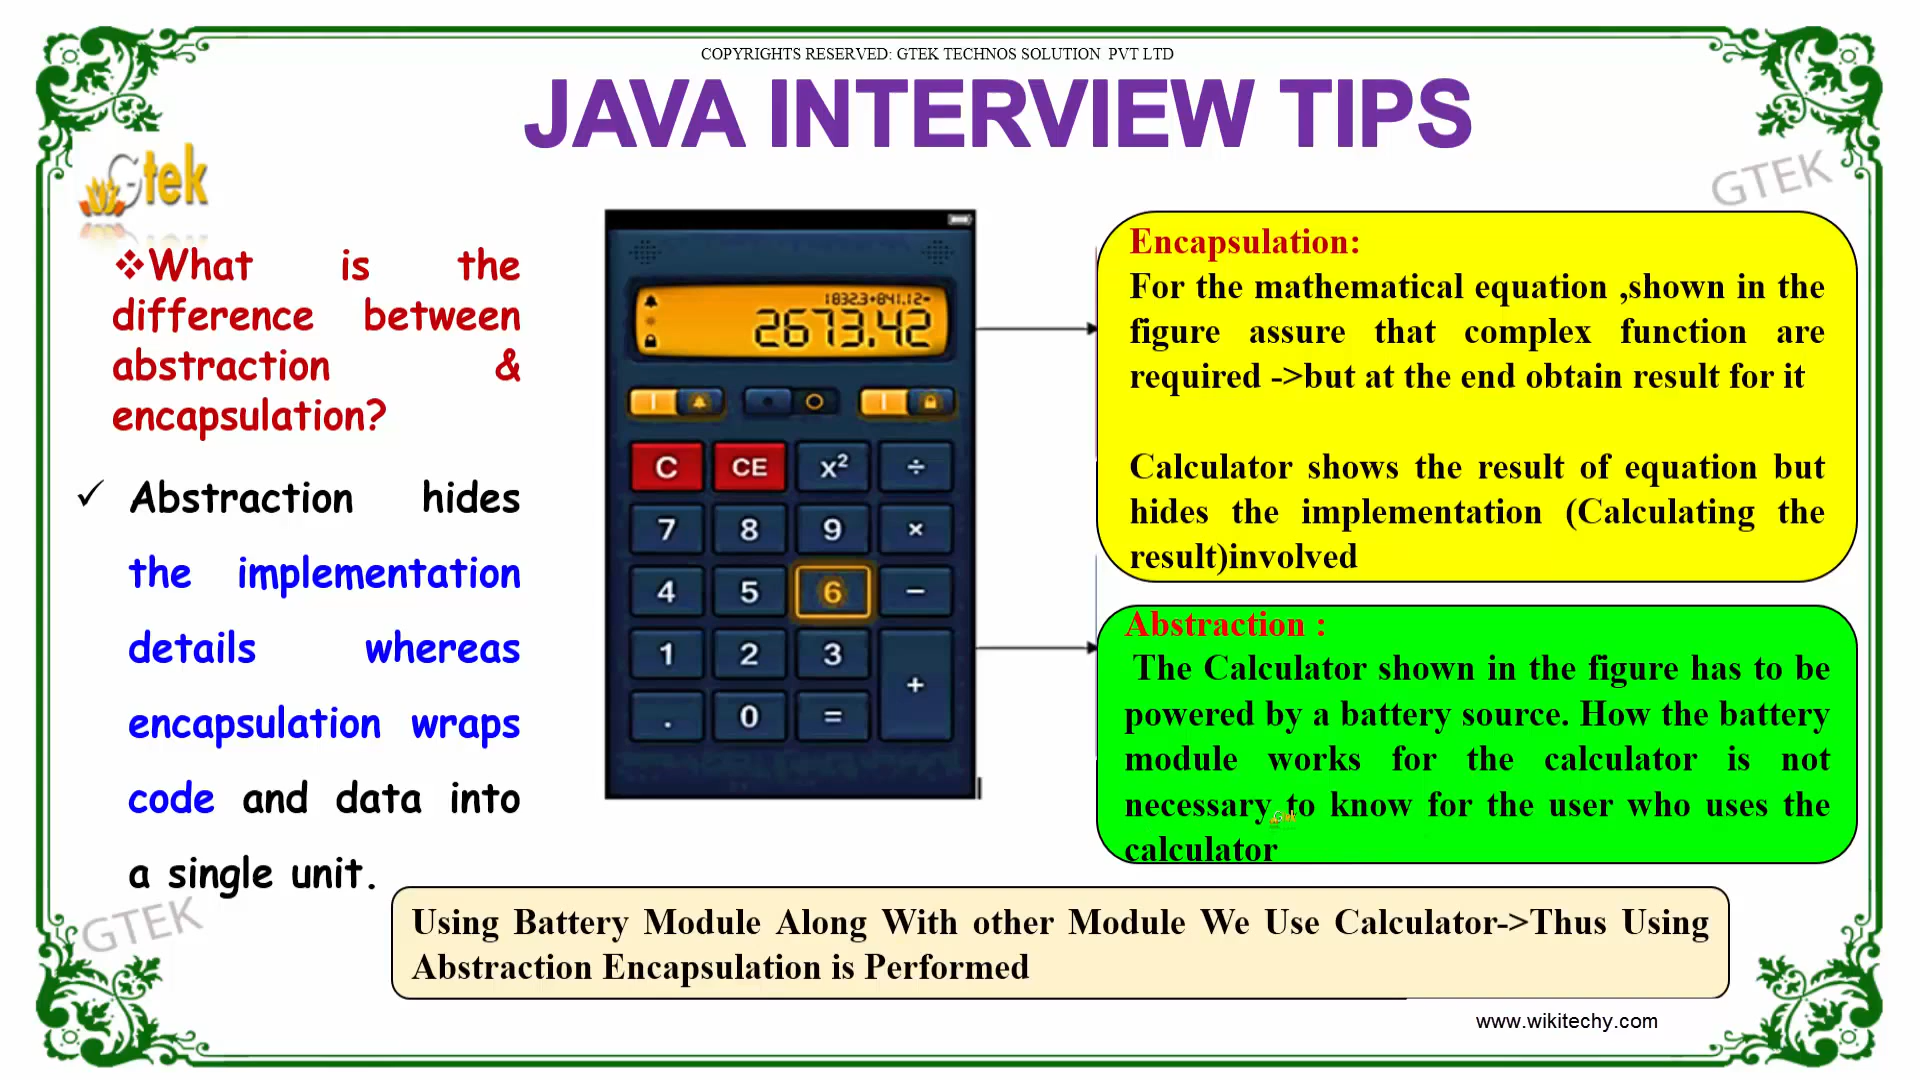 COPYRIGHTS RESERVED: GTEK TECHNOS SOLUTION PVT LTD
JAVA INTERVIEW TIPS
Gtek
GTEK
❖What is the
difference between
abstraction &
encapsulation?
✓ Abstraction hides
the implementation
details whereas
encapsulation wraps
code and data into
a single unit.
1832.3+841.12=
2673.42
C CE x² ÷
7 8 9 ×
4 5 6 −
1 2 3
+
. 0 =
Encapsulation:
For the mathematical equation ,shown in the
figure assure that complex function are
required ->but at the end obtain result for it
Calculator shows the result of equation but
hides the implementation (Calculating the
result)involved
Abstraction :
The Calculator shown in the figure has to be
powered by a battery source. How the battery
module works for the calculator is not
necessary to know for the user who uses the
calculator
Gtek
GTEK
Using Battery Module Along With other Module We Use Calculator->Thus Using
Abstraction Encapsulation is Performed
www.wikitechy.com